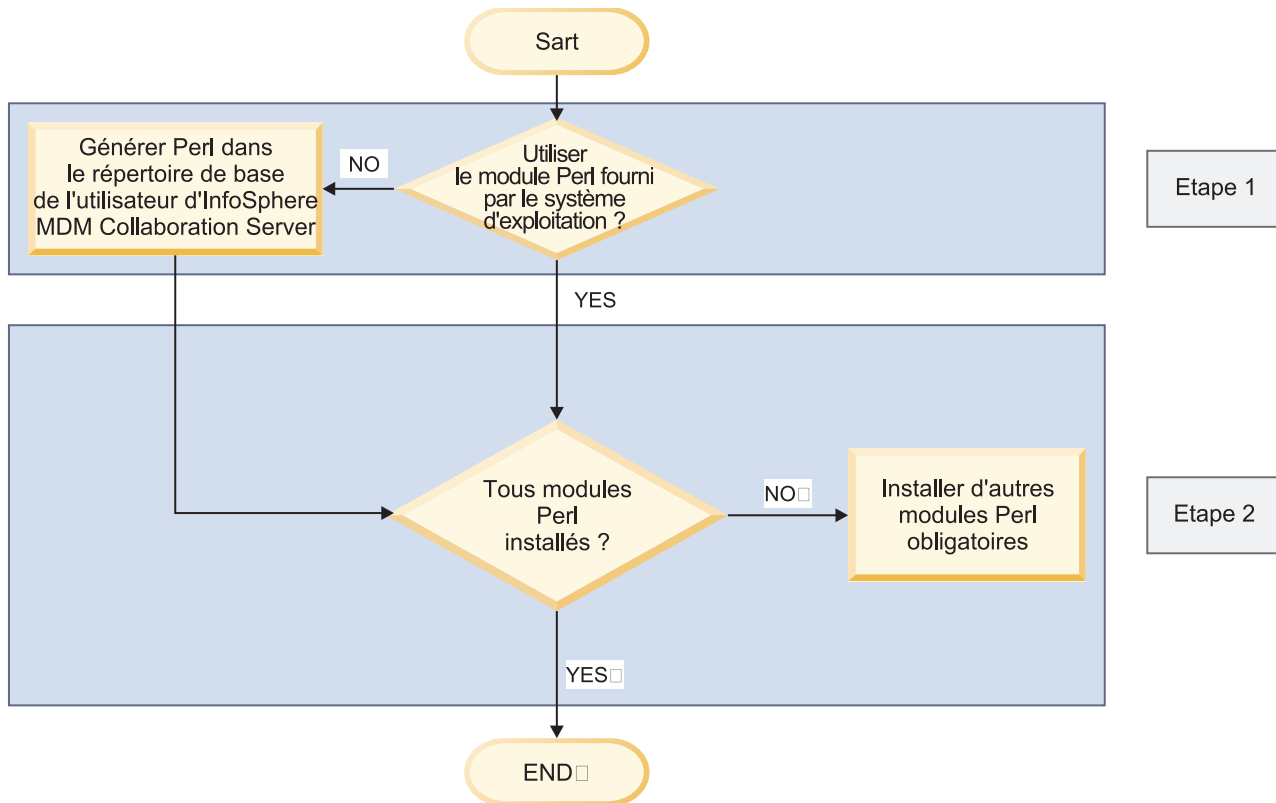 Sart
Générer Perl dans
le répertoire de base
de l'utilisateur d'InfoSphere
MDM Collaboration Server
NO
Utiliser
le module Perl fourni
par le système
d'exploitation ?
Etape 1
YES
Tous modules
Perl
installés ?
NO□
Installer d'autres
modules Perl
obligatoires
Etape 2
YES□
END□